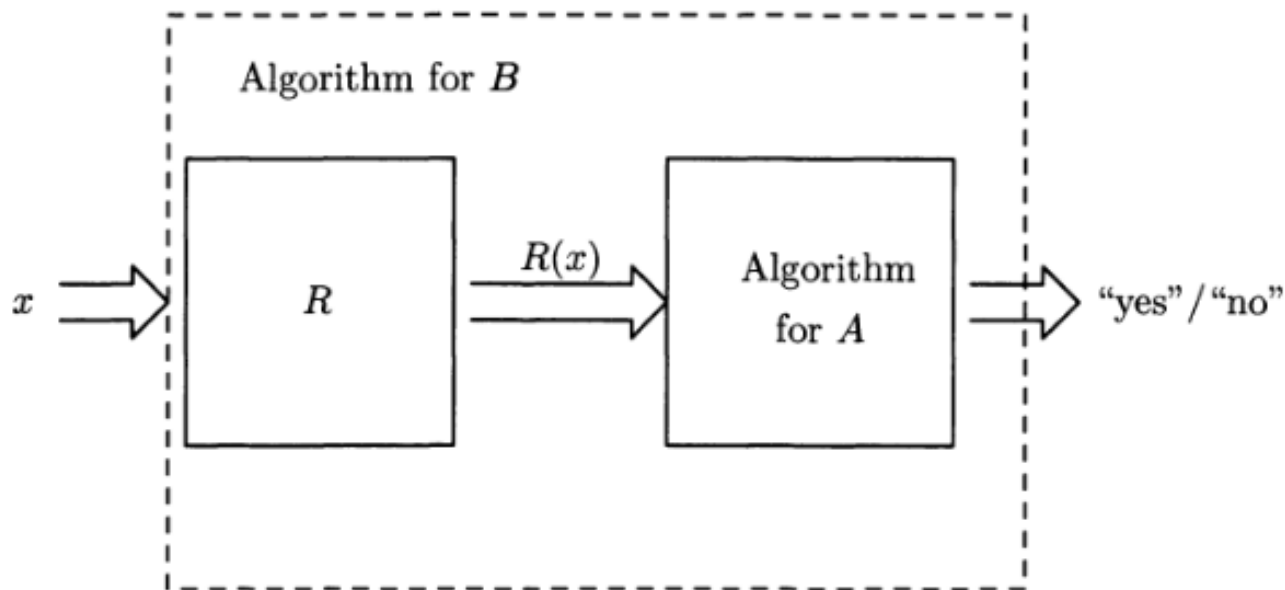 Algorithm for B
R(x)
x
R
Algorithm
for A
“yes”/“no”